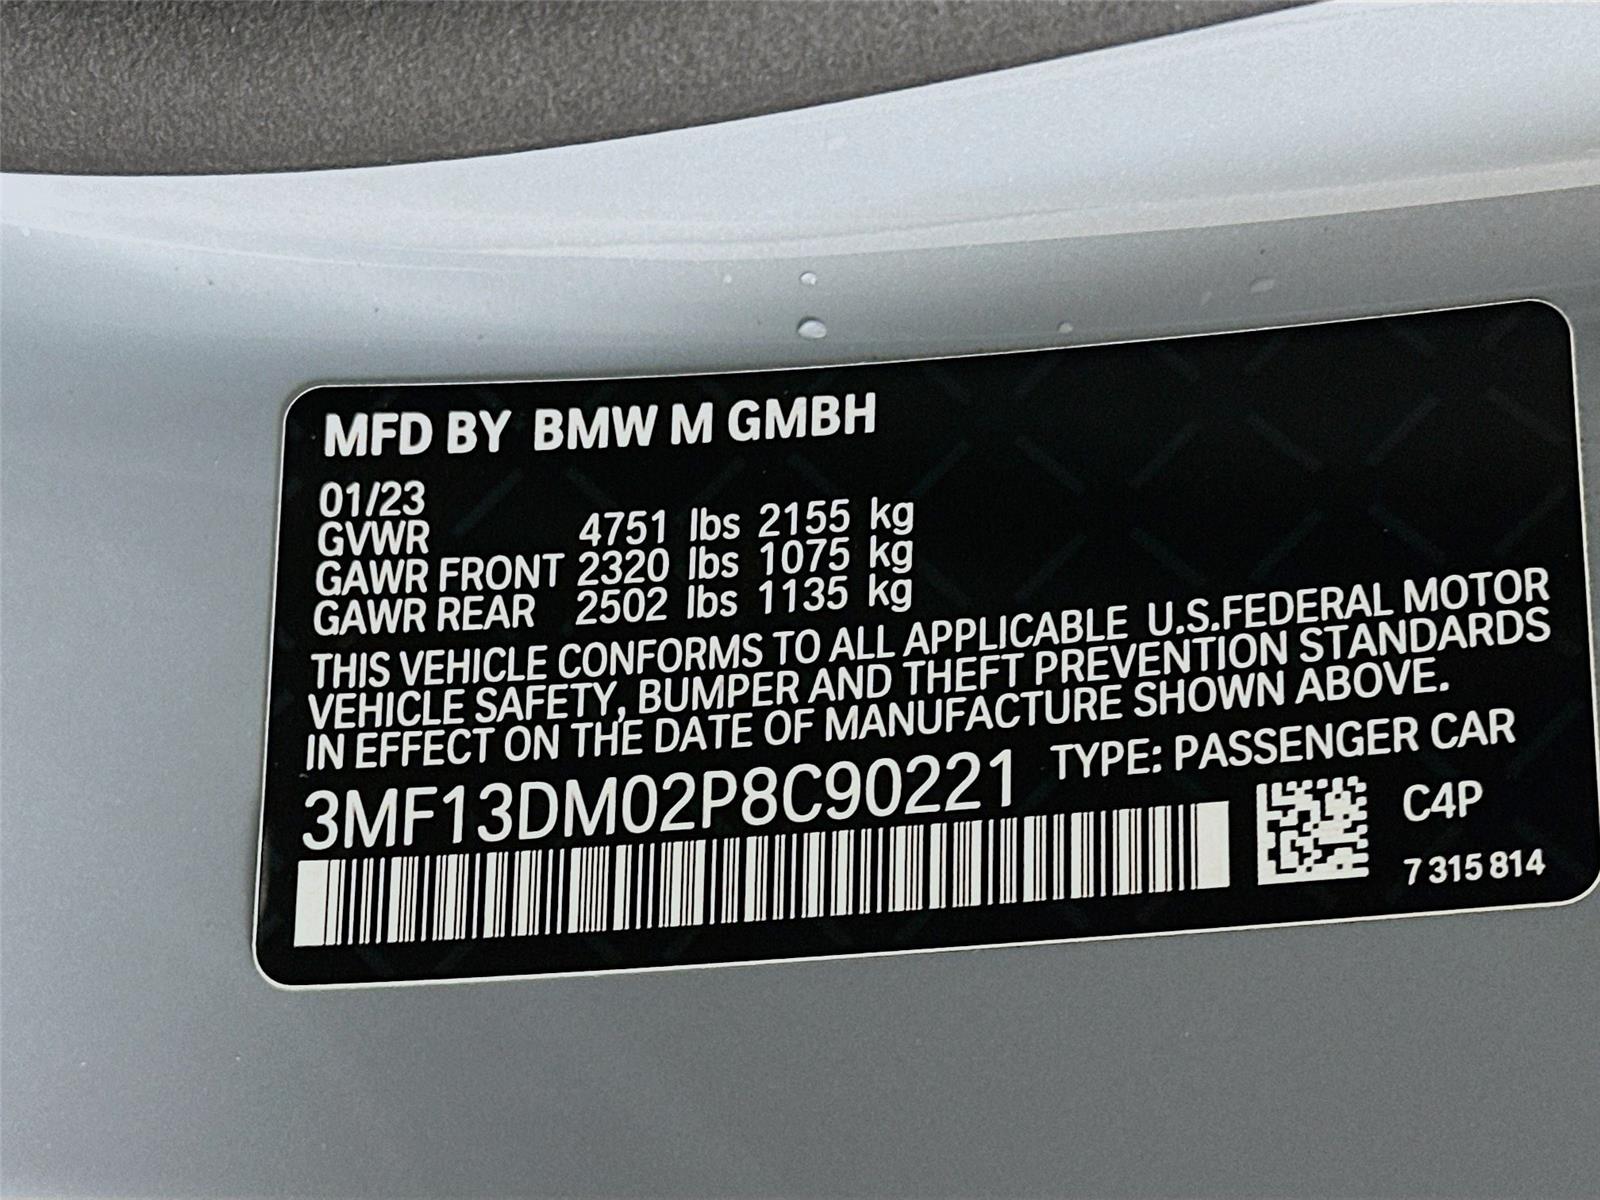 MFD BY BMW M GMBH
01/23
GVWR 4751 lbs 2155 kg
GAWR FRONT 2320 lbs 1075 kg
GAWR REAR 2502 lbs 1135 kg
THIS VEHICLE CONFORMS TO ALL APPLICABLE U.S.FEDERAL MOTOR
VEHICLE SAFETY, BUMPER AND THEFT PREVENTION STANDARDS
IN EFFECT ON THE DATE OF MANUFACTURE SHOWN ABOVE.
3MF13DM02P8C90221 TYPE: PASSENGER CAR
C4P
7 315 814